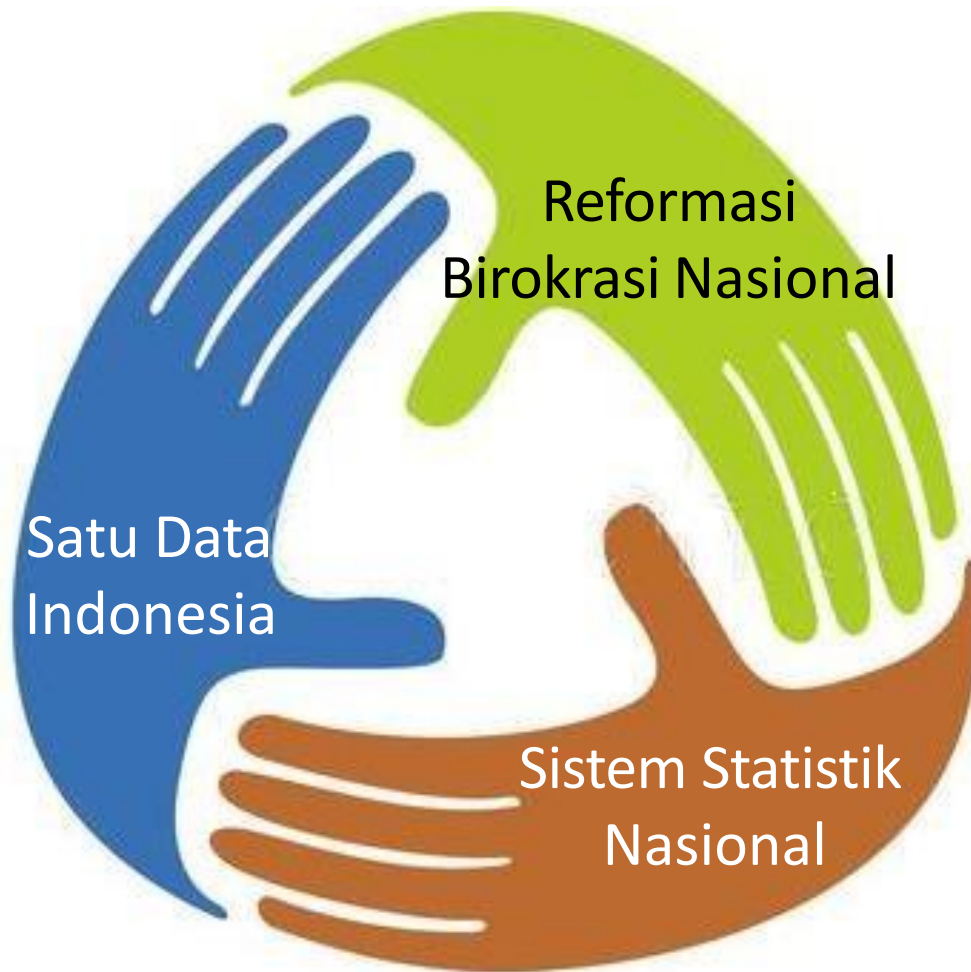 Reformasi
Birokrasi Nasional
Satu Data
Indonesia
Sistem Statistik
Nasional